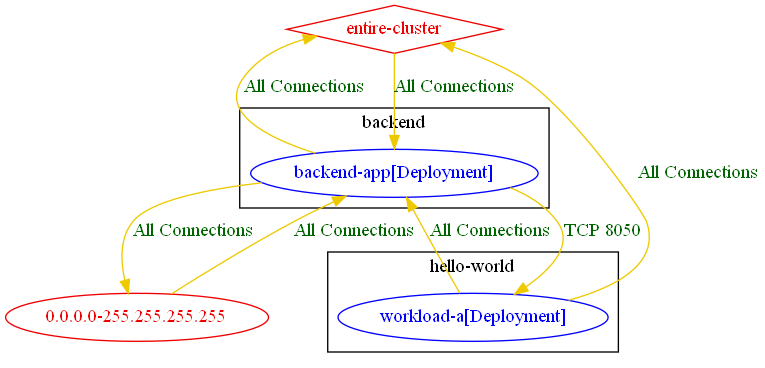 entire-cluster
All Connections
All Connections
backend
backend-app[Deployment]
All Connections
All Connections
All Connections
All Connections
TCP 8050
hello-world
0.0.0.0-255.255.255.255
workload-a[Deployment]